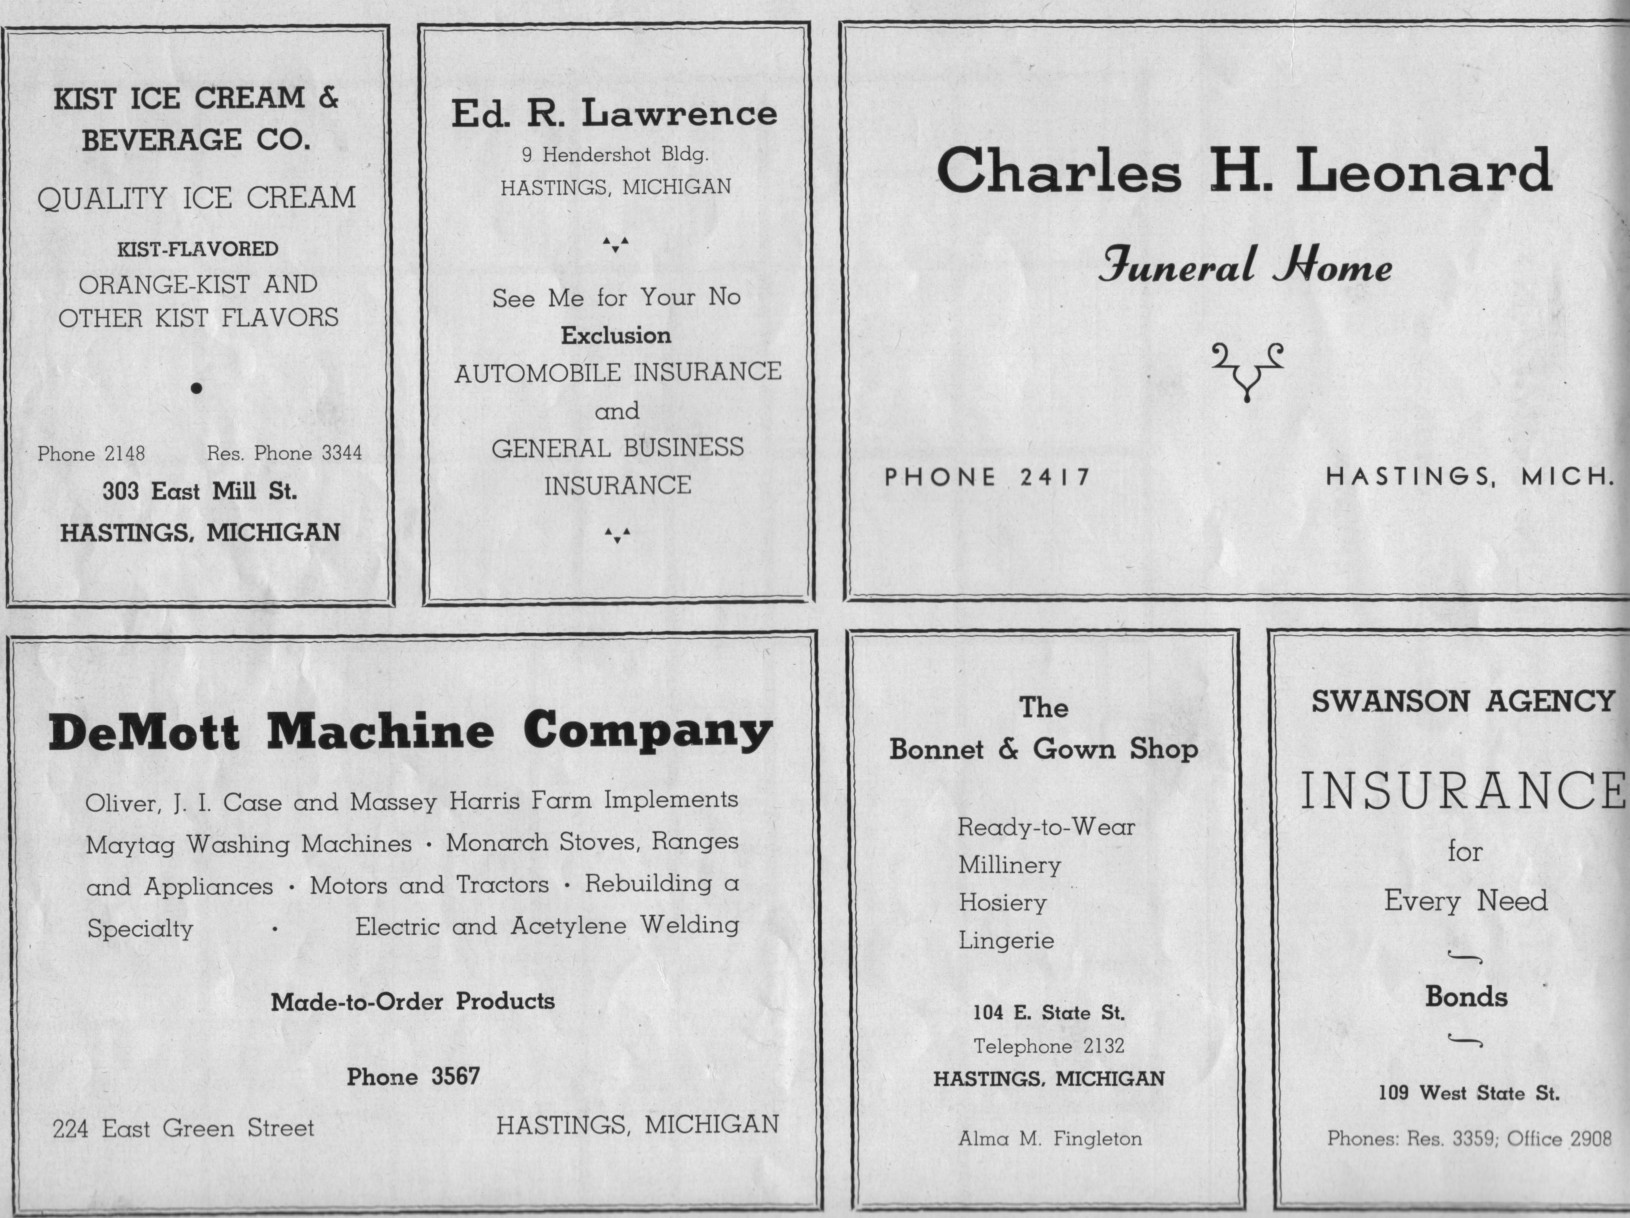 KIST ICE CREAM &
BEVERAGE CO.
QUALITY ICE CREAM
KIST-FLAVORED
ORANGE-KIST AND
OTHER KIST FLAVORS
Phone 2148 Res. Phone 3344
303 East Mill St.
HASTINGS, MICHIGAN
Ed. R. Lawrence
9 Hendershot Bldg.
HASTINGS, MICHIGAN
See Me for Your No
Exclusion
AUTOMOBILE INSURANCE
and
GENERAL BUSINESS
INSURANCE
Charles H. Leonard
Funeral Home
PHONE 2417 HASTINGS, MICH.
DeMott Machine Company
Oliver, J. I. Case and Massey Harris Farm Implements
Maytag Washing Machines · Monarch Stoves, Ranges
and Appliances · Motors and Tractors · Rebuilding a
Specialty · Electric and Acetylene Welding
Made-to-Order Products
Phone 3567
224 East Green Street HASTINGS, MICHIGAN
The
Bonnet & Gown Shop
Ready-to-Wear
Millinery
Hosiery
Lingerie
104 E. State St.
Telephone 2132
HASTINGS, MICHIGAN
Alma M. Fingleton
SWANSON AGENCY
INSURANCE
for
Every Need
Bonds
109 West State St.
Phones: Res. 3359; Office 2908